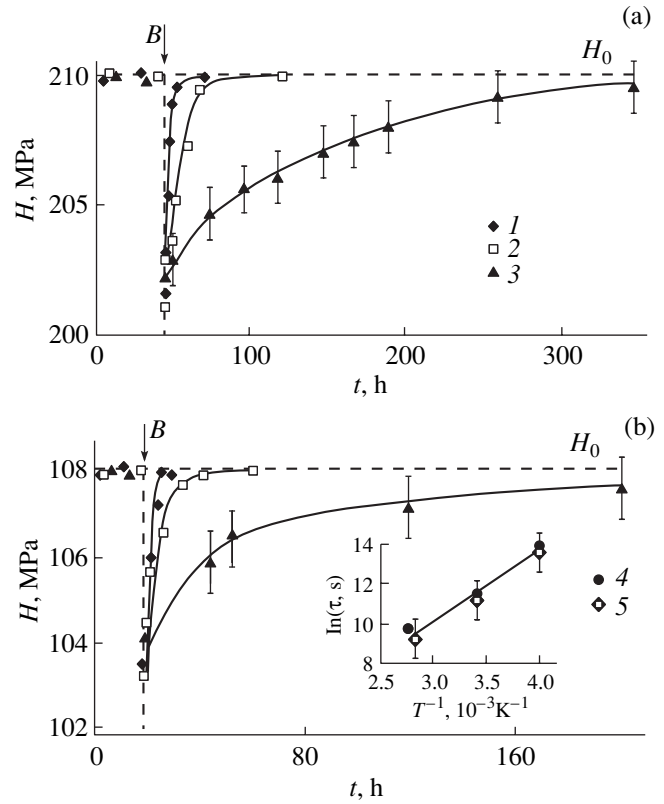 (a)
B
H₀
210
205
200
H, MPa
1
2
3
0 100 200 300
t, h
(b)
B
H₀
108
106
104
102
H, MPa
14
12
10
8
ln(τ, s)
4
5
2.5 3.0 3.5 4.0
T⁻¹, 10⁻³K⁻¹
0 80 160
t, h